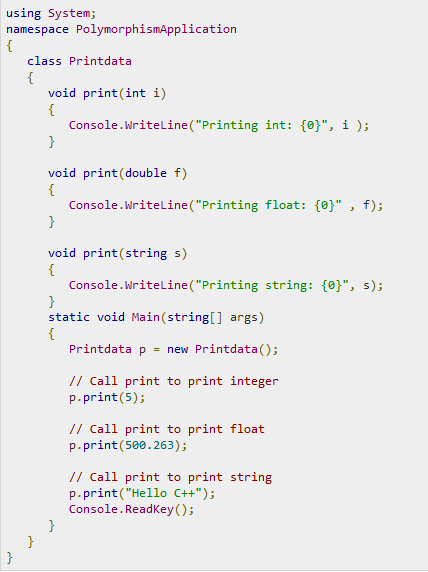 using System;
namespace PolymorphismApplication
{
   class Printdata
   {
      void print(int i)
      {
         Console.WriteLine("Printing int: {0}", i );
      }

      void print(double f)
      {
         Console.WriteLine("Printing float: {0}" , f);
      }

      void print(string s)
      {
         Console.WriteLine("Printing string: {0}", s);
      }
      static void Main(string[] args)
      {
         Printdata p = new Printdata();

         // Call print to print integer
         p.print(5);

         // Call print to print float
         p.print(500.263);

         // Call print to print string
         p.print("Hello C++");
         Console.ReadKey();
      }
   }
}